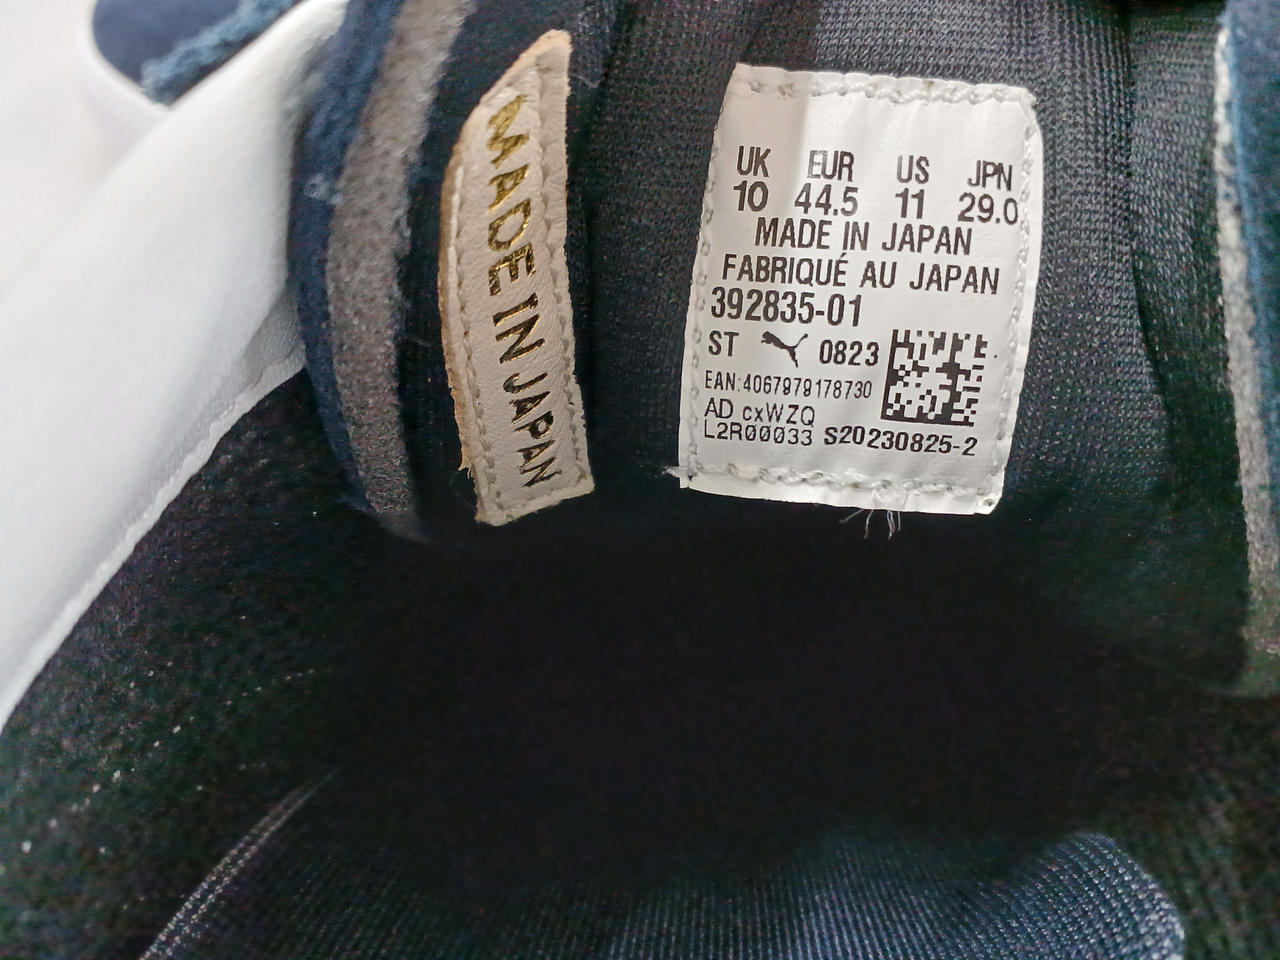 MADE IN JAPAN
UK EUR US JPN
10 44.5 11 29.0
MADE IN JAPAN
FABRIQUÉ AU JAPAN
392835-01
ST 0823
EAN:4067979178730
AD cxWZQ
L2R00033 S20230825-2